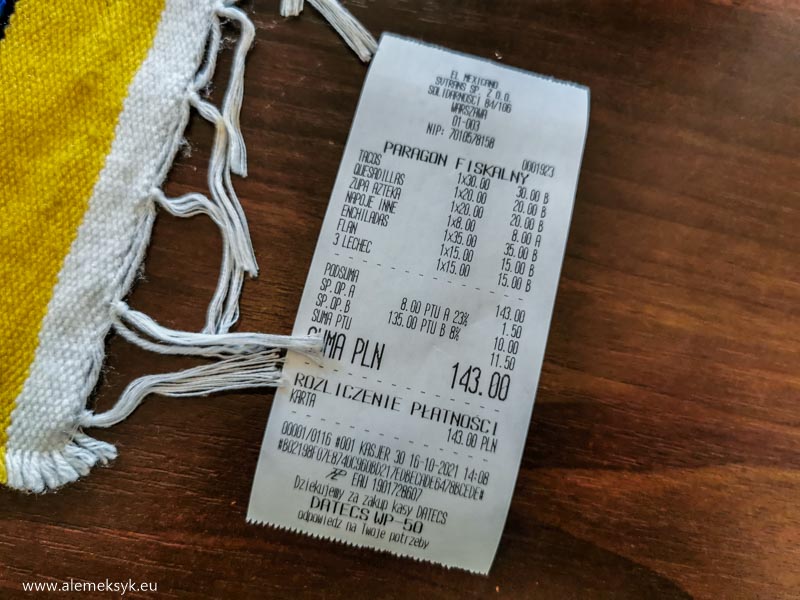 EL MEXICANO
SUTRANS SP. Z O.O.
SOLIDARNOŚCI 84/106
WARSZAWA
01-003
NIP: 7010578158
0001923
PARAGON FISKALNY
TACOS 1x30.00 30.00 B
QUESADILLAS 1x20.00 20.00 B
ZUPA AZTEKA 1x20.00 20.00 B
NAPOJE INNE 1x8.00 8.00 A
ENCHILADAS 1x35.00 35.00 B
FLAN 1x15.00 15.00 B
3 LECHEC 1x15.00 15.00 B
PODSUMA 143.00
SP.OP.A 8.00 PTU A 23% 1.50
SP.OP.B 135.00 PTU B 8% 10.00
SUMA PTU 11.50
SUMA PLN 143.00
ROZLICZENIE PŁATNOŚCI
KARTA 143.00 PLN
00001/0116 #001 KASJER 30 16-10-2021 14:08
EAU 1901728607
Dziękujemy za zakup kasy DATECS
DATECS WP-50
odpowiedź na Twoje potrzeby
www.alemeksyk.eu